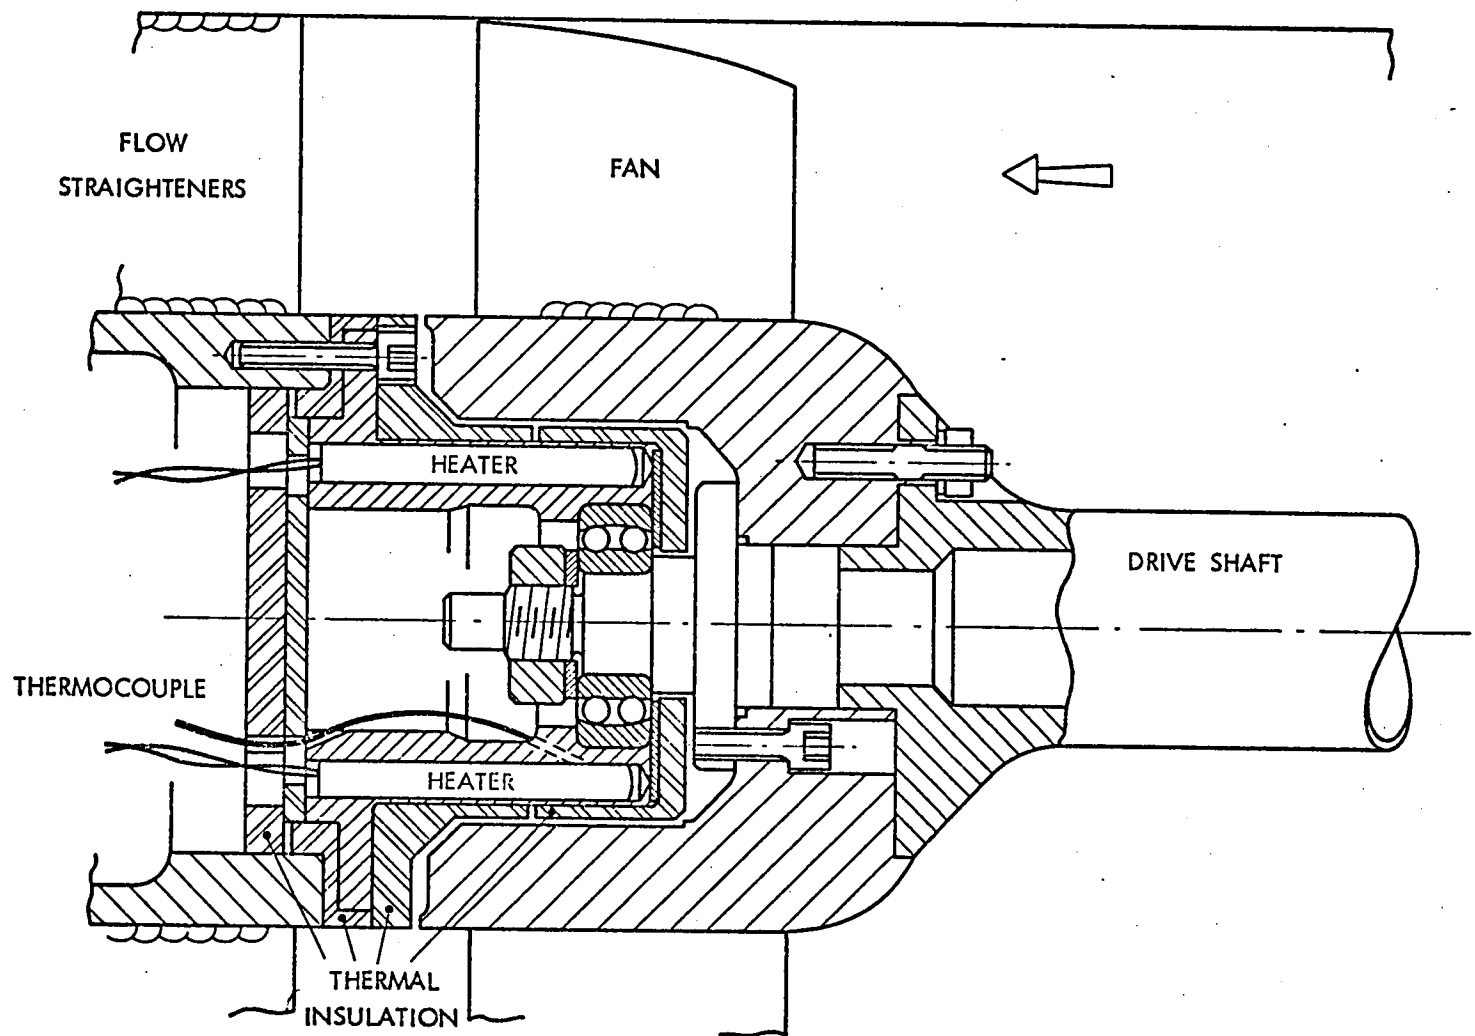 FLOW
STRAIGHTENERS
FAN
HEATER
DRIVE SHAFT
THERMOCOUPLE
HEATER
THERMAL
INSULATION